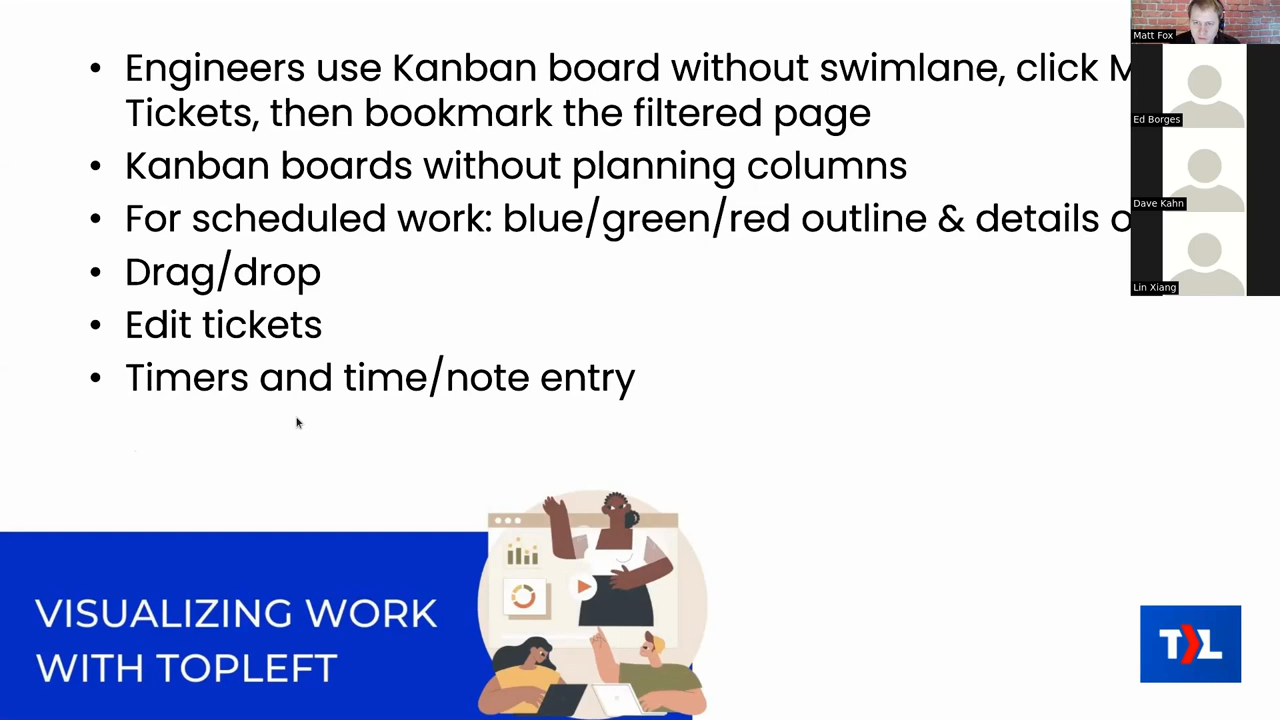 Engineers use Kanban board without swimlane, click M
Tickets, then bookmark the filtered page
Kanban boards without planning columns
For scheduled work: blue/green/red outline & details o
Drag/drop
Edit tickets
Timers and time/note entry
VISUALIZING WORK
WITH TOPLEFT
Matt Fox
Ed Borges
Dave Kahn
Lin Xiang
T>L